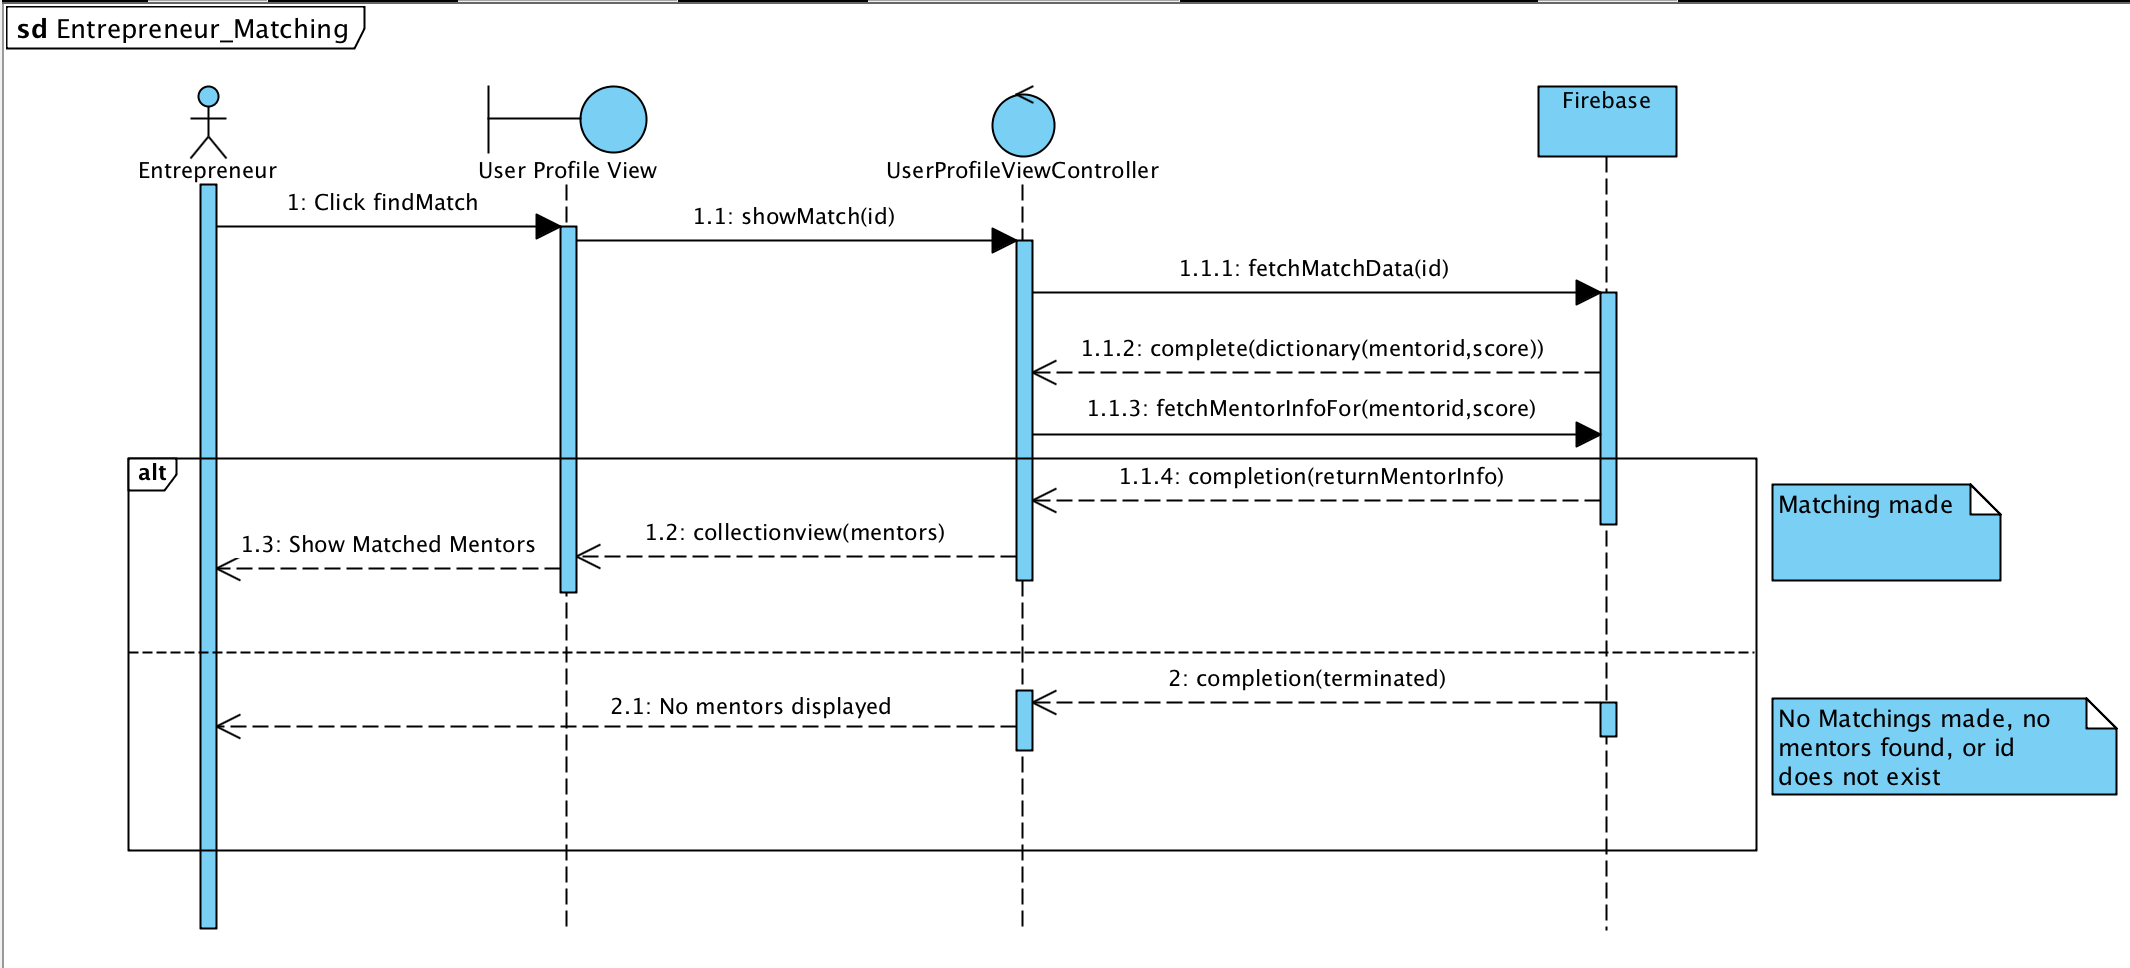 sd Entrepreneur_Matching
Firebase
Entrepreneur
User Profile View
UserProfileViewController
1: Click findMatch
1.1: showMatch(id)
1.1.1: fetchMatchData(id)
1.1.2: complete(dictionary(mentorid,score))
1.1.3: fetchMentorInfoFor(mentorid,score)
alt
1.1.4: completion(returnMentorInfo)
Matching made
1.2: collectionview(mentors)
1.3: Show Matched Mentors
2: completion(terminated)
2.1: No mentors displayed
No Matchings made, no
mentors found, or id
does not exist